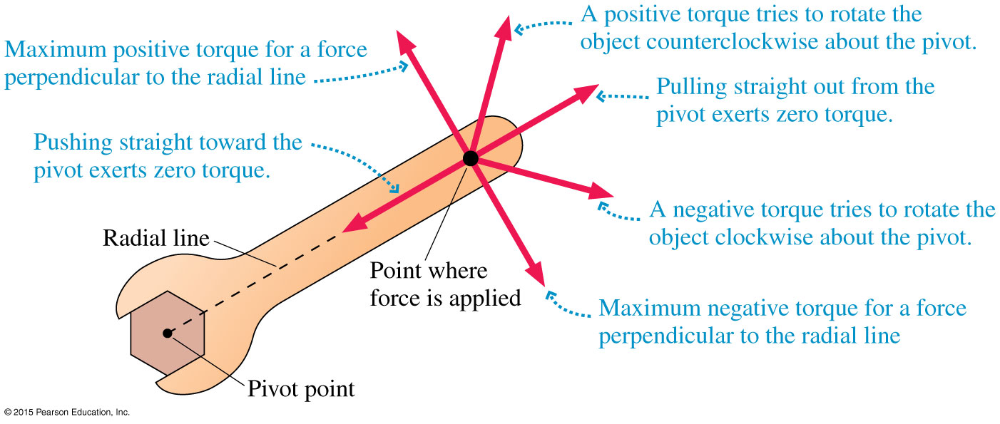 Maximum positive torque for a force
perpendicular to the radial line
A positive torque tries to rotate the
object counterclockwise about the pivot.
Pulling straight out from the
pivot exerts zero torque.
Pushing straight toward the
pivot exerts zero torque.
A negative torque tries to rotate the
object clockwise about the pivot.
Radial line
Point where
force is applied
Maximum negative torque for a force
perpendicular to the radial line
Pivot point
© 2015 Pearson Education, Inc.